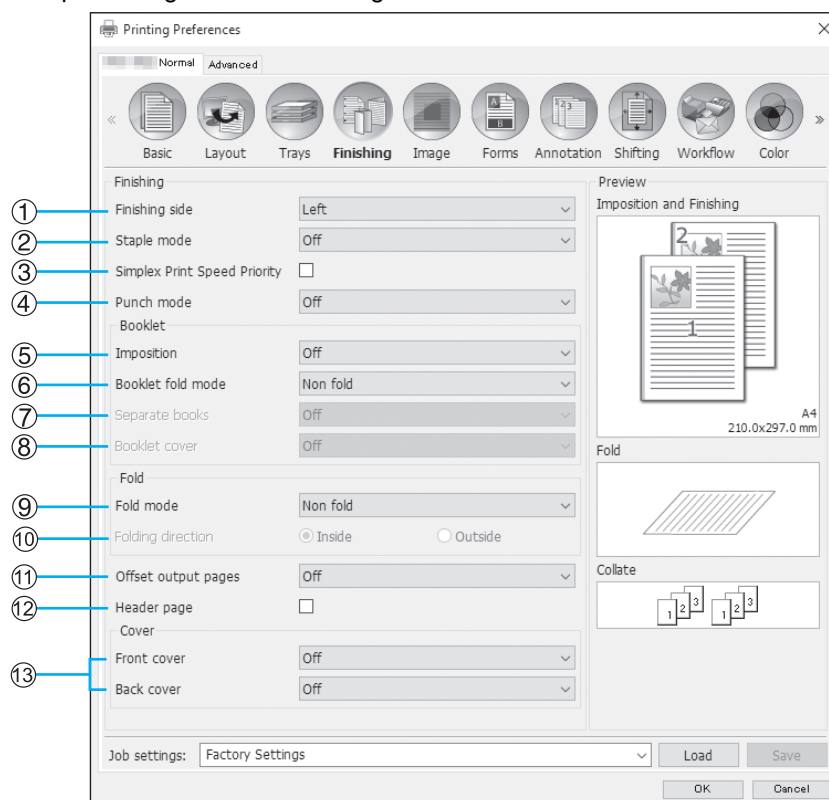 Printing Preferences
Normal Advanced
Basic Layout Trays Finishing Image Forms Annotation Shifting Workflow Color
Finishing
① Finishing side Left
② Staple mode Off
③ Simplex Print Speed Priority
④ Punch mode Off
Booklet
⑤ Imposition Off
⑥ Booklet fold mode Non fold
⑦ Separate books Off
⑧ Booklet cover Off
Fold
⑨ Fold mode Non fold
⑩ Folding direction Inside Outside
⑪ Offset output pages Off
⑫ Header page
Cover
⑬ Front cover Off
Back cover Off
Preview
Imposition and Finishing
2
1
A4
210.0x297.0 mm
Fold
Collate
1 2 3 1 2 3
Job settings: Factory Settings Load Save
OK Cancel